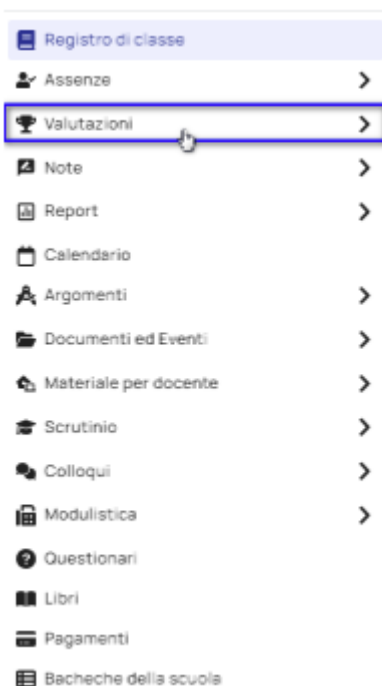 Registro di classe
Assenze
Valutazioni
Note
Report
Calendario
Argomenti
Documenti ed Eventi
Materiale per docente
Scrutinio
Colloqui
Modulistica
Questionari
Libri
Pagamenti
Bacheche della scuola